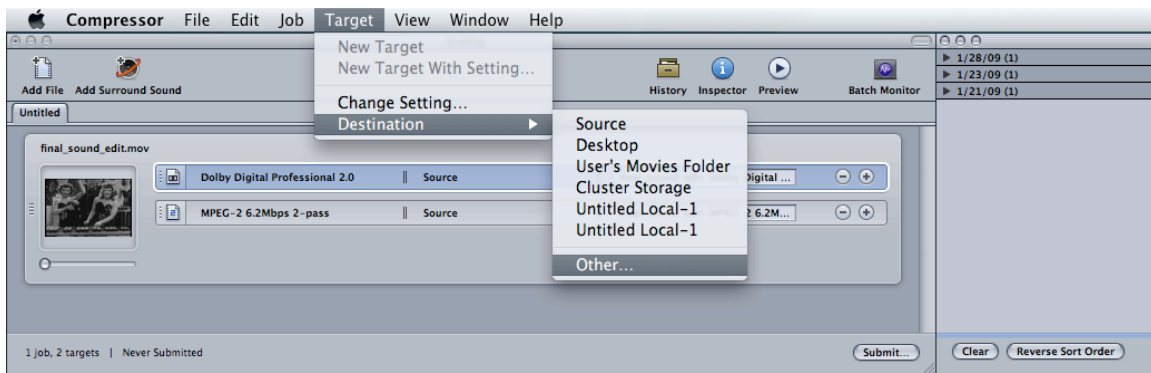 Compressor File Edit Job Target View Window Help
New Target
New Target With Setting...
Change Setting...
Destination
Source
Desktop
User's Movies Folder
Cluster Storage
Untitled Local-1
Untitled Local-1
Other...
Add File Add Surround Sound
History Inspector Preview Batch Monitor
Untitled
final_sound_edit.mov
Dolby Digital Professional 2.0 Source Digital ...
MPEG-2 6.2Mbps 2-pass Source 2 6.2M...
1 job, 2 targets | Never Submitted
Submit...
1/28/09 (1)
1/23/09 (1)
1/21/09 (1)
Clear Reverse Sort Order